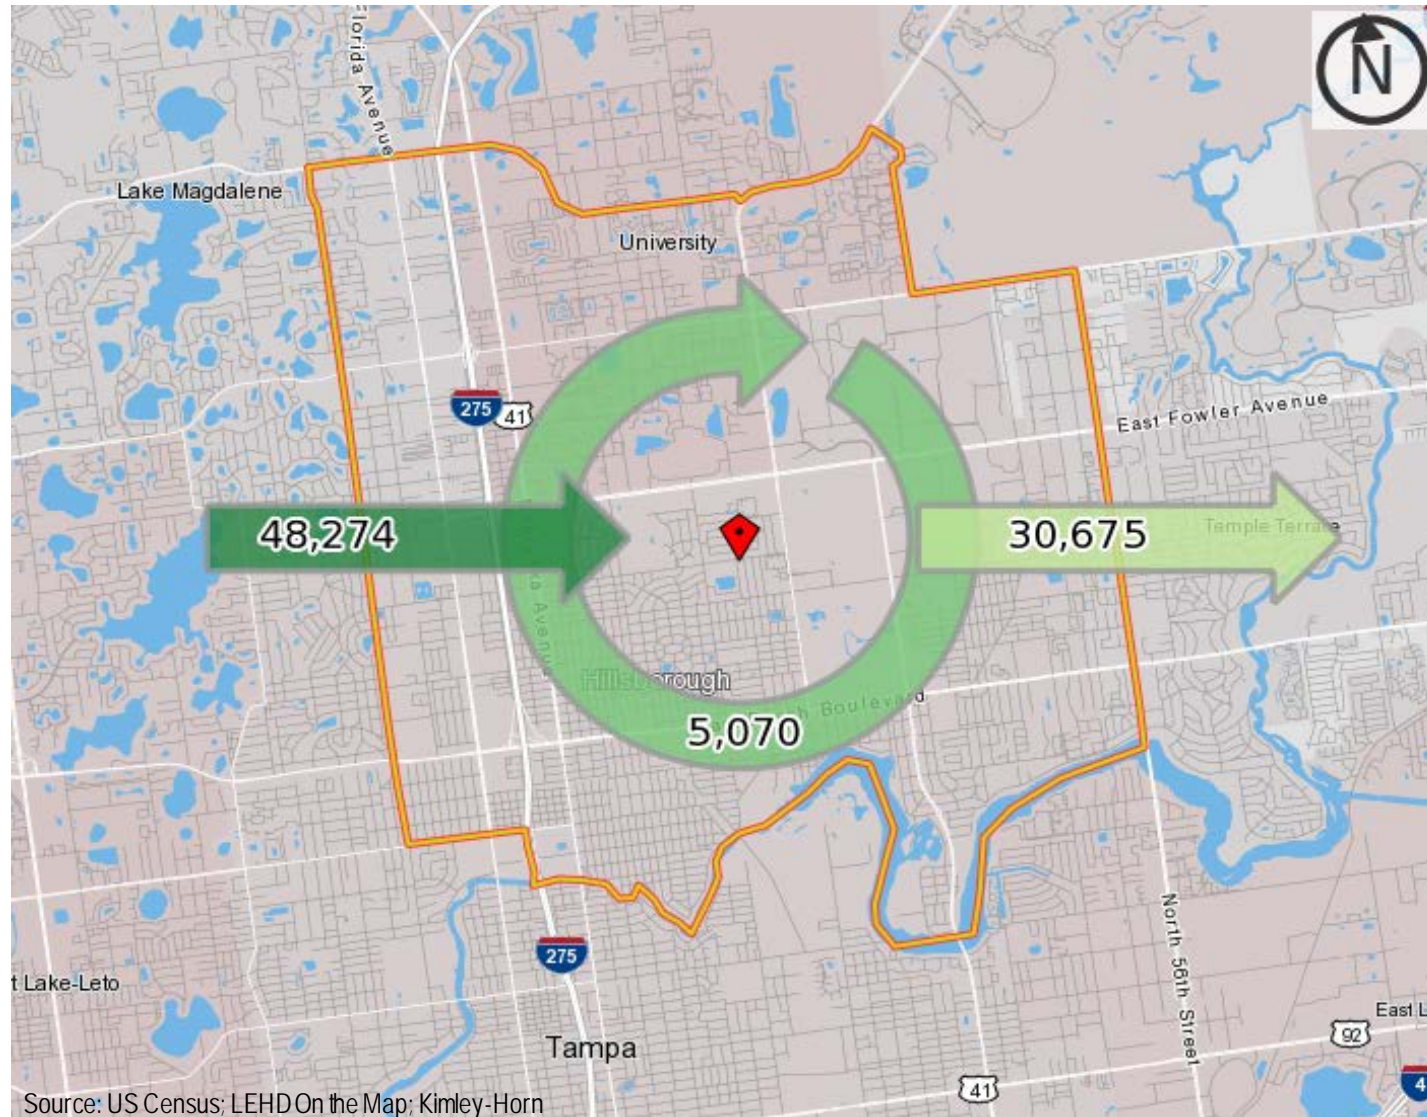 Florida Avenue
N
Lake Magdalene
University
275
41
East Fowler Avenue
48,274
30,675
Temple Terrace
Avenue
Hillsborough
Boulevard
5,070
North 56th Street
275
t Lake-Leto
Tampa
East L
92
41
4
Source: US Census; LEHD On the Map; Kimley-Horn